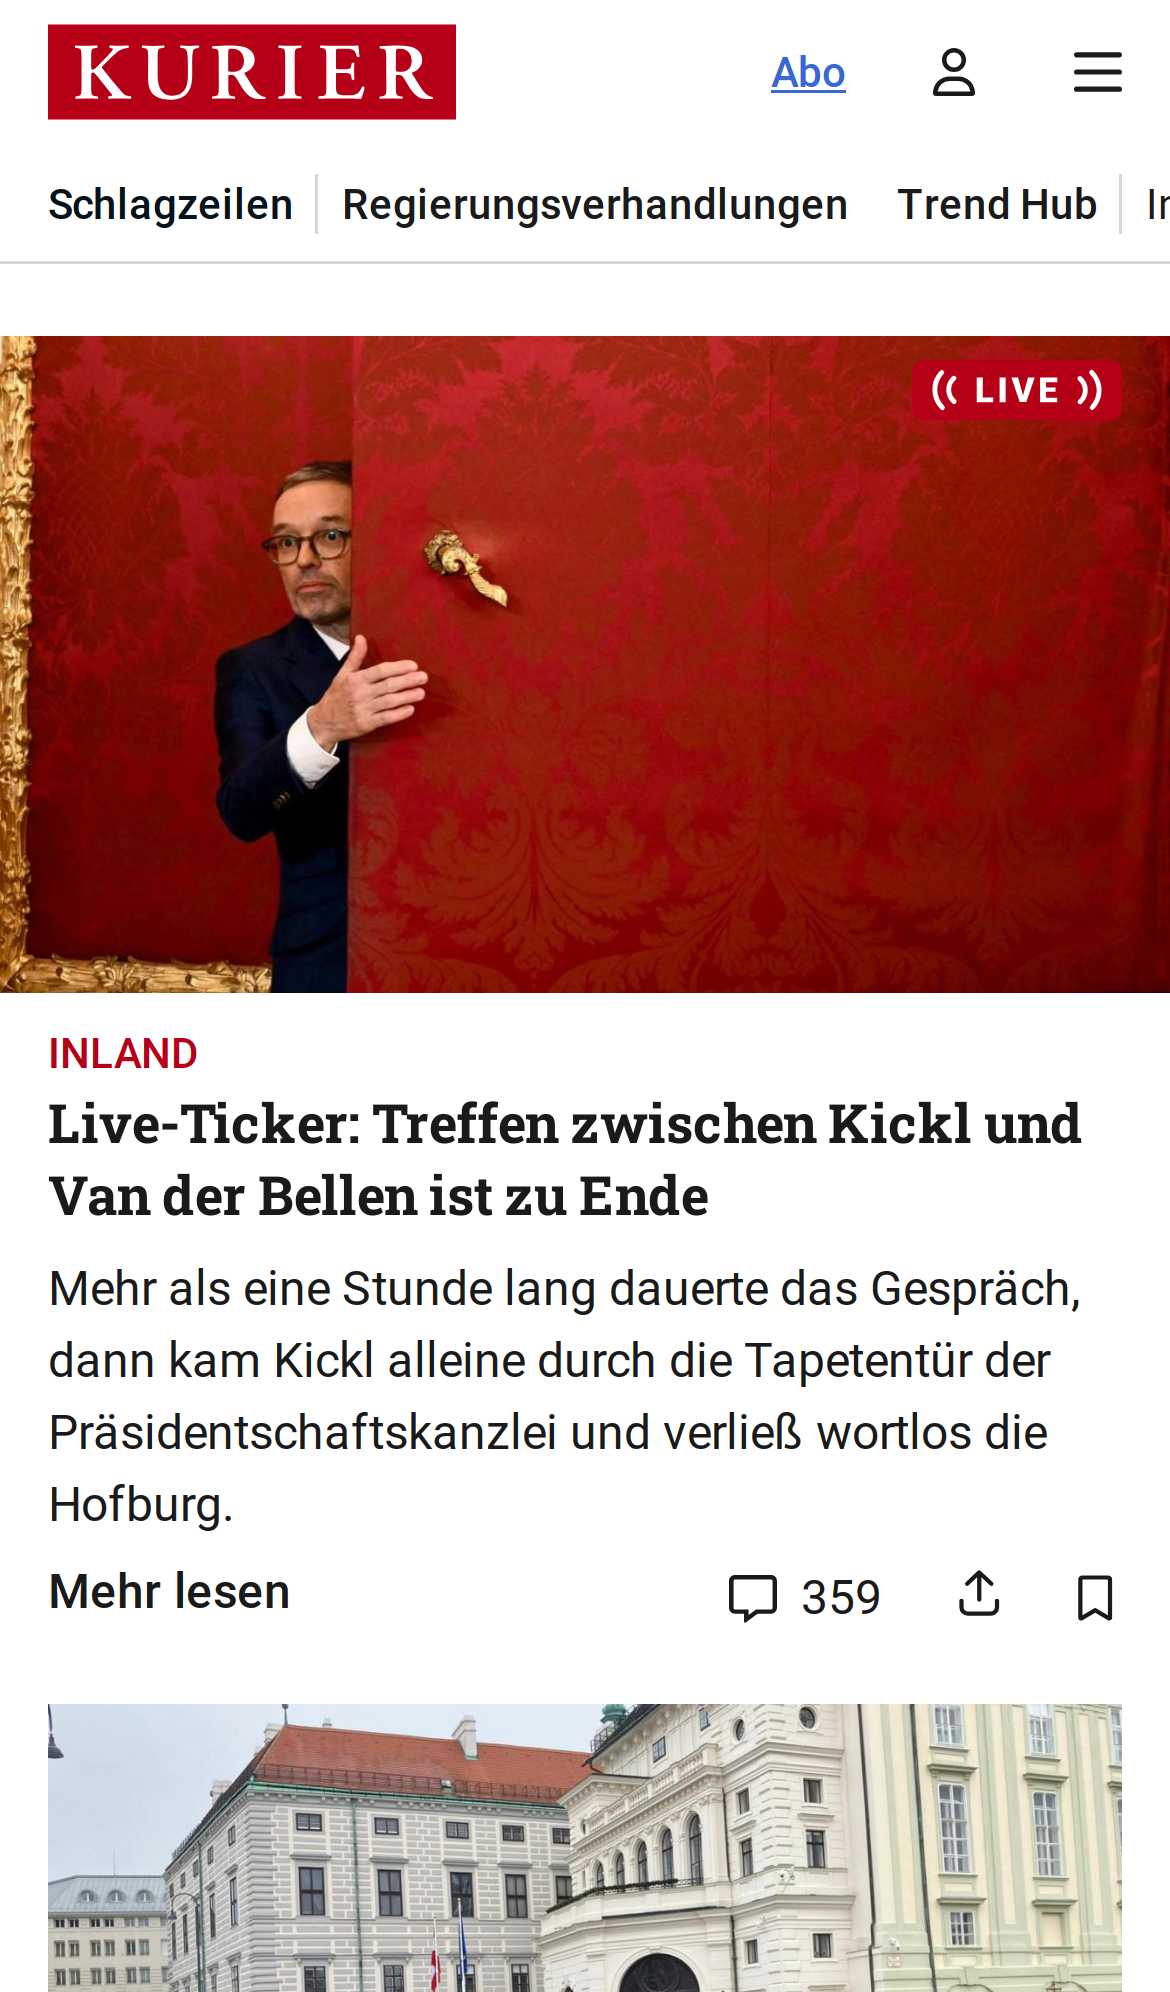 KURIER
Abo
Schlagzeilen
Regierungsverhandlungen
Trend Hub
LIVE
INLAND
Live-Ticker: Treffen zwischen Kickl und
Van der Bellen ist zu Ende
Mehr als eine Stunde lang dauerte das Gespräch,
dann kam Kickl alleine durch die Tapetentür der
Präsidentschaftskanzlei und verließ wortlos die
Hofburg.
Mehr lesen
359